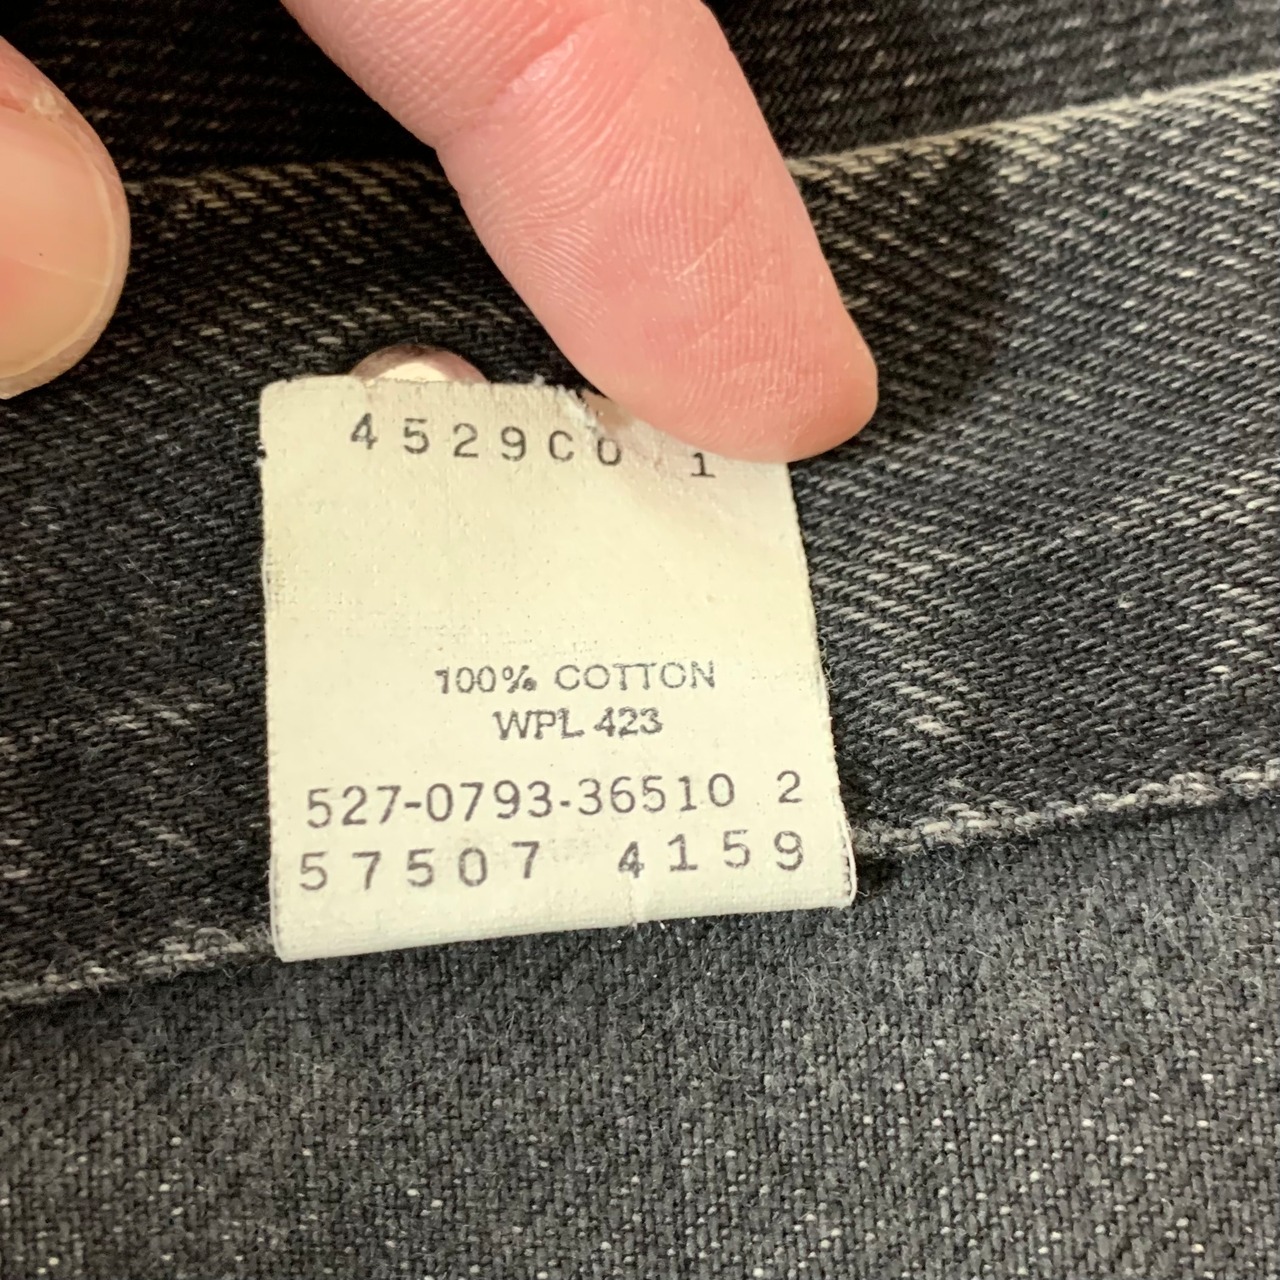 4529C0 1
100% COTTON
WPL 423
527-0793-36510 2
57507 4159